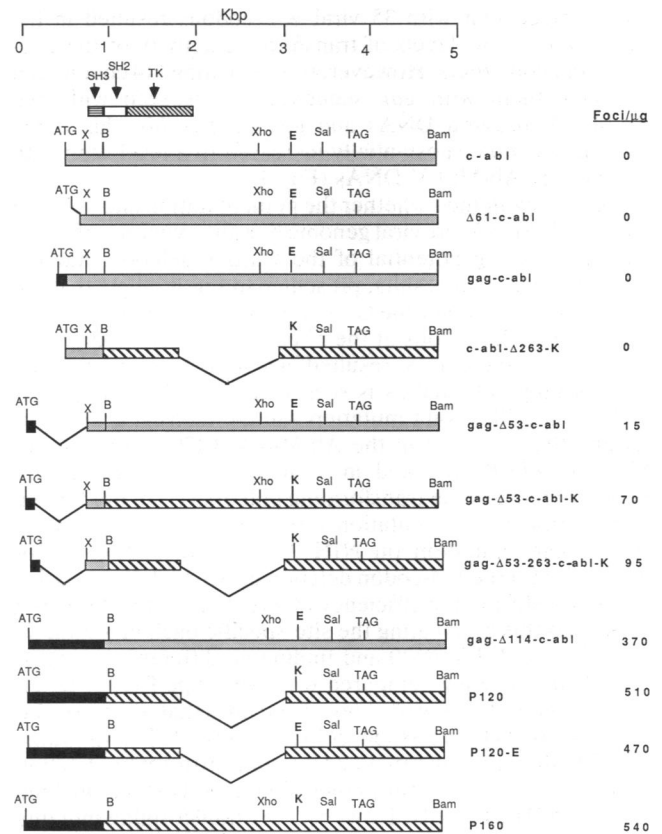 Kbp
0 1 2 3 4 5
SH3 SH2 TK
Foci/µg
ATG X B Xho E Sal TAG Bam
c-abl 0
ATG X B Xho E Sal TAG Bam
Δ61-c-abl 0
ATG X B Xho E Sal TAG Bam
gag-c-abl 0
ATG X B K Sal TAG Bam
c-abl-Δ263-K 0
ATG X B Xho E Sal TAG Bam
gag-Δ53-c-abl 15
ATG X B Xho K Sal TAG Bam
gag-Δ53-c-abl-K 70
ATG X B K Sal TAG Bam
gag-Δ53-263-c-abl-K 95
ATG B Xho E Sal TAG Bam
gag-Δ114-c-abl 370
ATG B K Sal TAG Bam
P120 510
ATG B E Sal TAG Bam
P120-E 470
ATG B Xho K Sal TAG Bam
P160 540